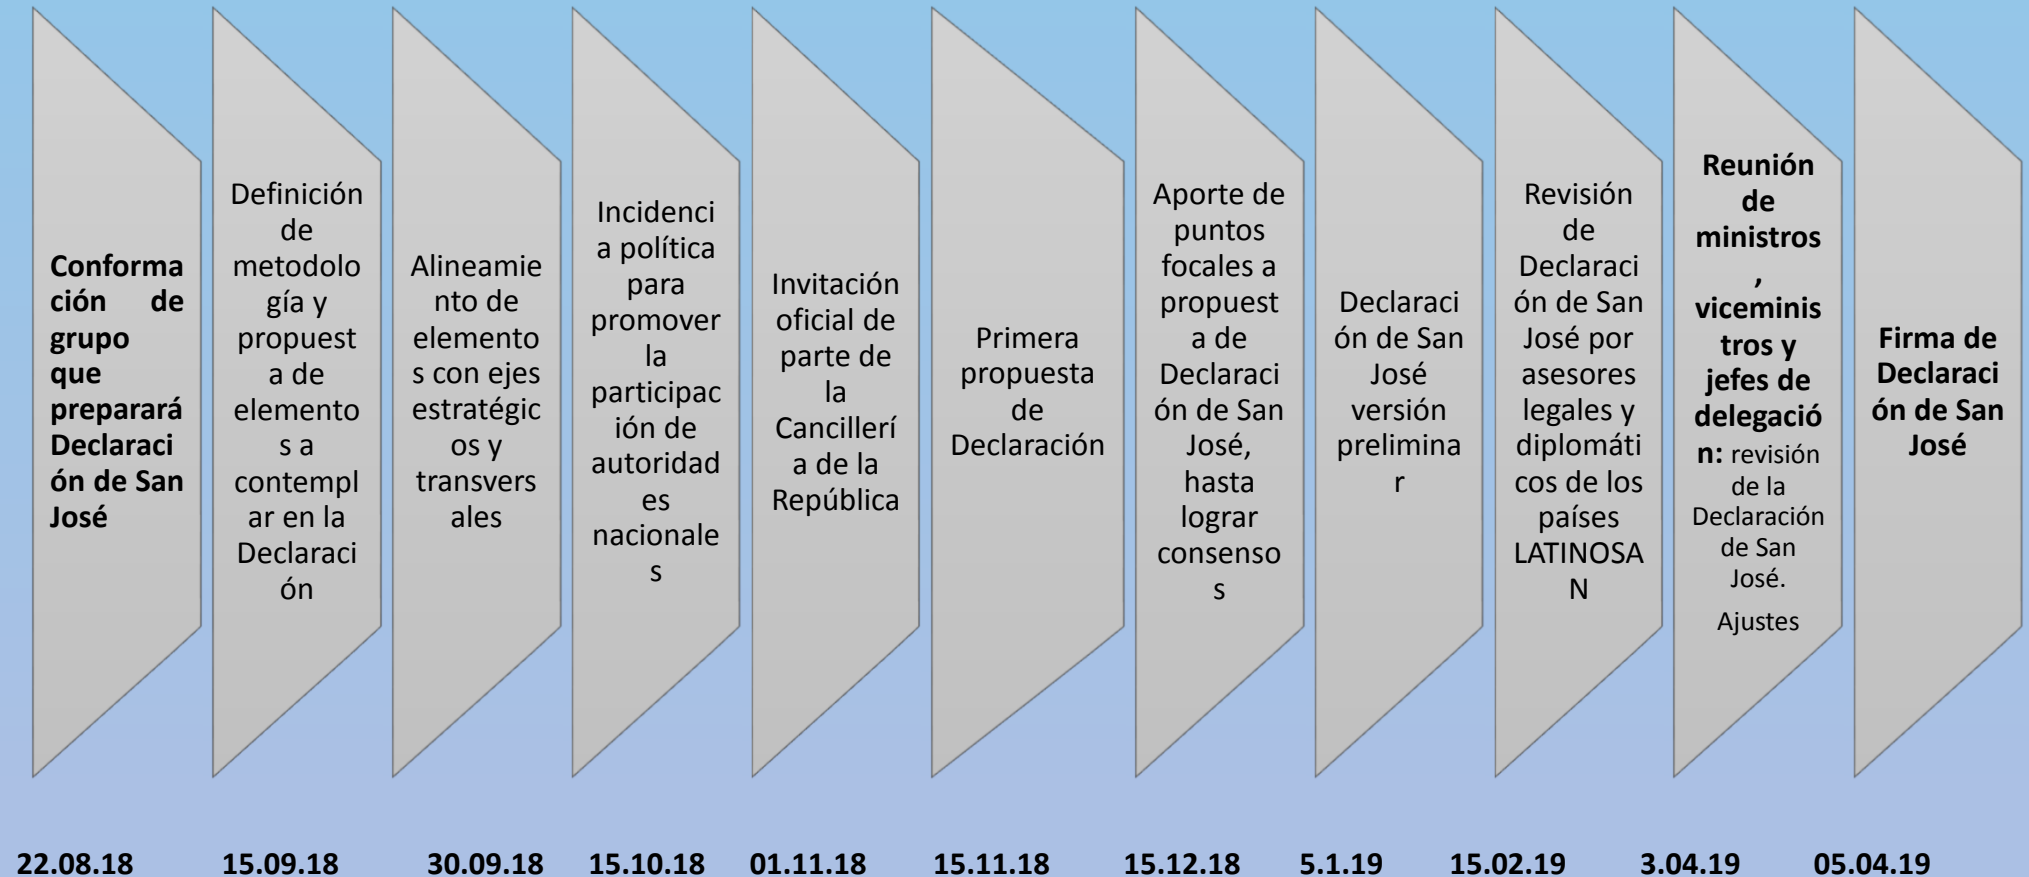 Conforma
ción de
grupo
que
preparará
Declaraci
ón de San
José
Definición
de
metodolo
gía y
propuest
a de
elemento
s a
contempl
ar en la
Declaraci
ón
Alineamie
nto de
elemento
s con ejes
estratégic
os y
transvers
ales
Incidenci
a política
para
promover
la
participac
ión de
autoridad
es
nacionale
s
Invitación
oficial de
parte de
la
Cancillerí
a de la
República
Primera
propuesta
de
Declaración
Aporte de
puntos
focales a
propuest
a de
Declaraci
ón de San
José,
hasta
lograr
consenso
s
Declaraci
ón de San
José
versión
prelimina
r
Revisión
de
Declaraci
ón de San
José por
asesores
legales y
diplomáti
cos de los
países
LATINOSA
N
Reunión
de
ministros
,
viceminis
tros y
jefes de
delegació
n: revisión
de la
Declaración
de San
José.
Ajustes
Firma de
Declaraci
ón de San
José
22.08.18 15.09.18 30.09.18 15.10.18 01.11.18 15.11.18 15.12.18 5.1.19 15.02.19 3.04.19 05.04.19